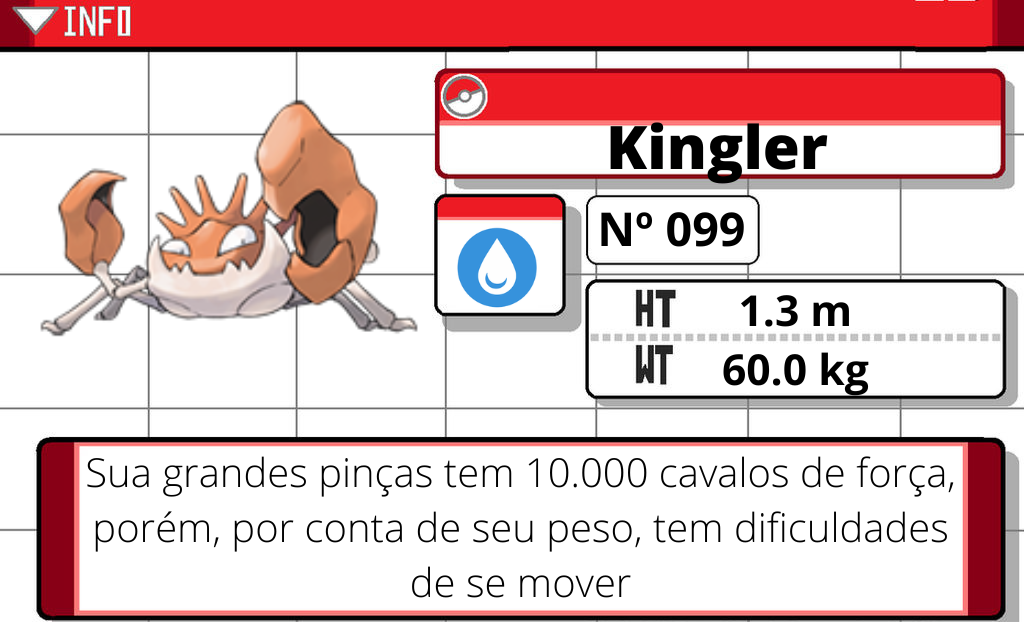 INFO
Kingler
Nº 099
HT 1.3 m
WT 60.0 kg
Sua grandes pinças tem 10.000 cavalos de força,
porém, por conta de seu peso, tem dificuldades
de se mover